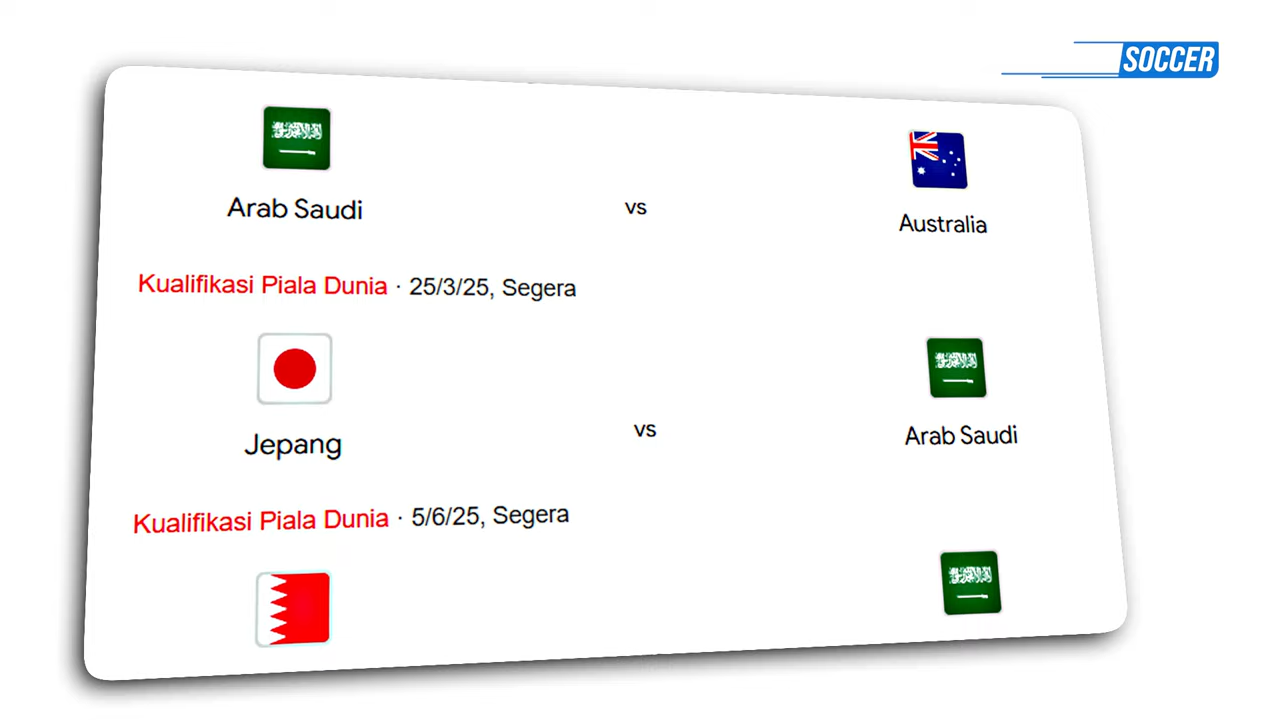 SOCCER
Arab Saudi
vs
Australia
Kualifikasi Piala Dunia · 25/3/25, Segera
Jepang
vs
Arab Saudi
Kualifikasi Piala Dunia · 5/6/25, Segera